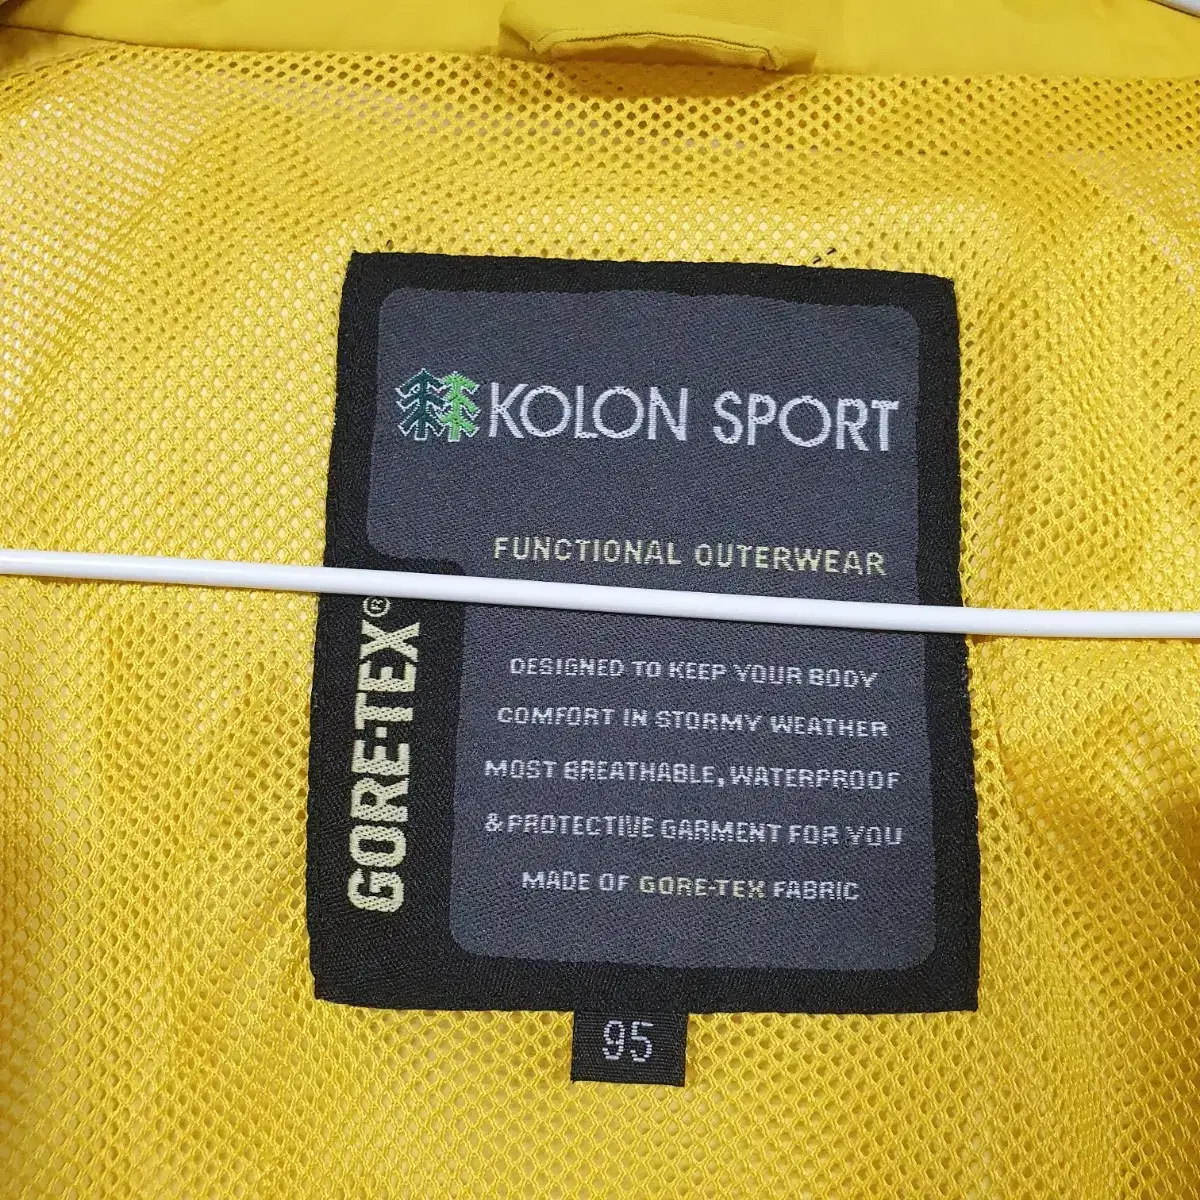 KOLON SPORT
FUNCTIONAL OUTERWEAR
GORE-TEX®
DESIGNED TO KEEP YOUR BODY
COMFORT IN STORMY WEATHER
MOST BREATHABLE, WATERPROOF
& PROTECTIVE GARMENT FOR YOU
MADE OF GORE-TEX FABRIC
95